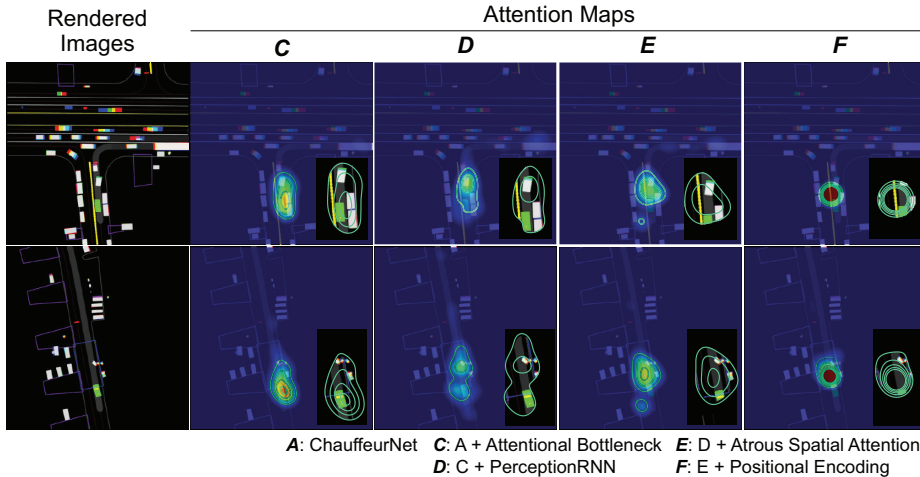 Rendered Images
Attention Maps
C D E F
A: ChauffeurNet C: A + Attentional Bottleneck E: D + Atrous Spatial Attention
D: C + PerceptionRNN F: E + Positional Encoding